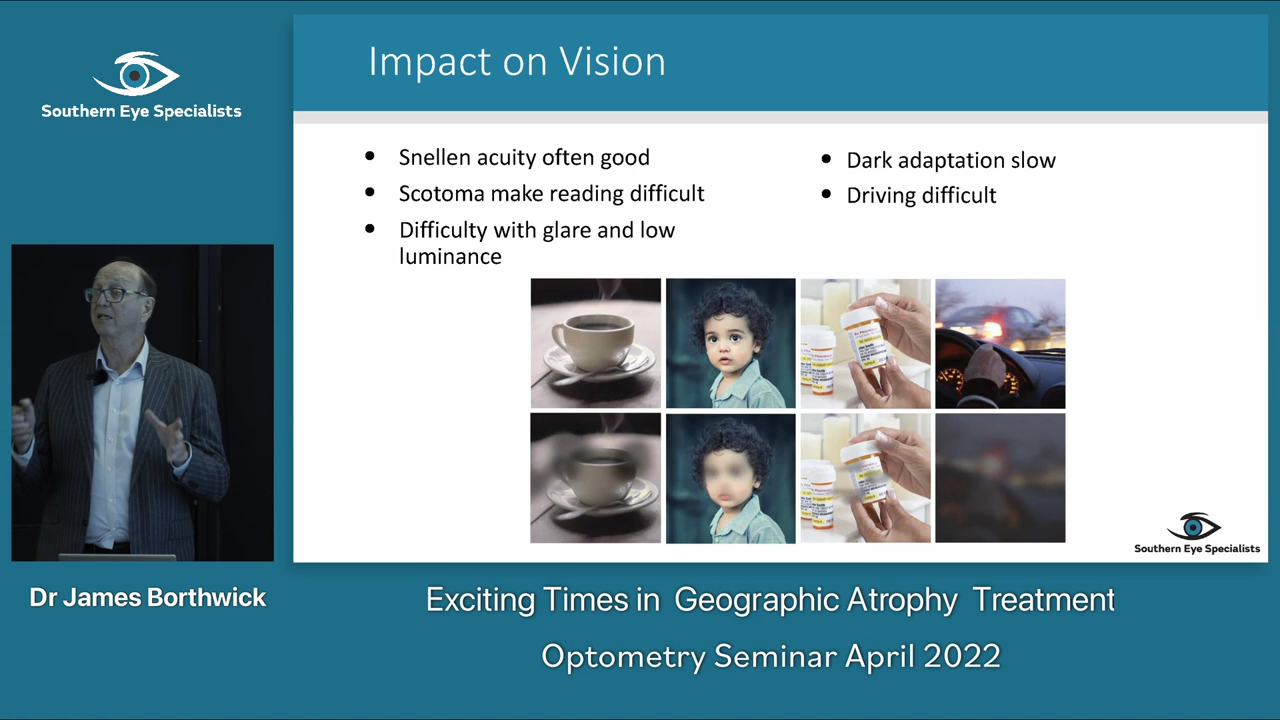 Southern Eye Specialists
Impact on Vision
Snellen acuity often good
Scotoma make reading difficult
Difficulty with glare and low
luminance
Dark adaptation slow
Driving difficult
Southern Eye Specialists
Dr James Borthwick
Exciting Times in Geographic Atrophy Treatment
Optometry Seminar April 2022